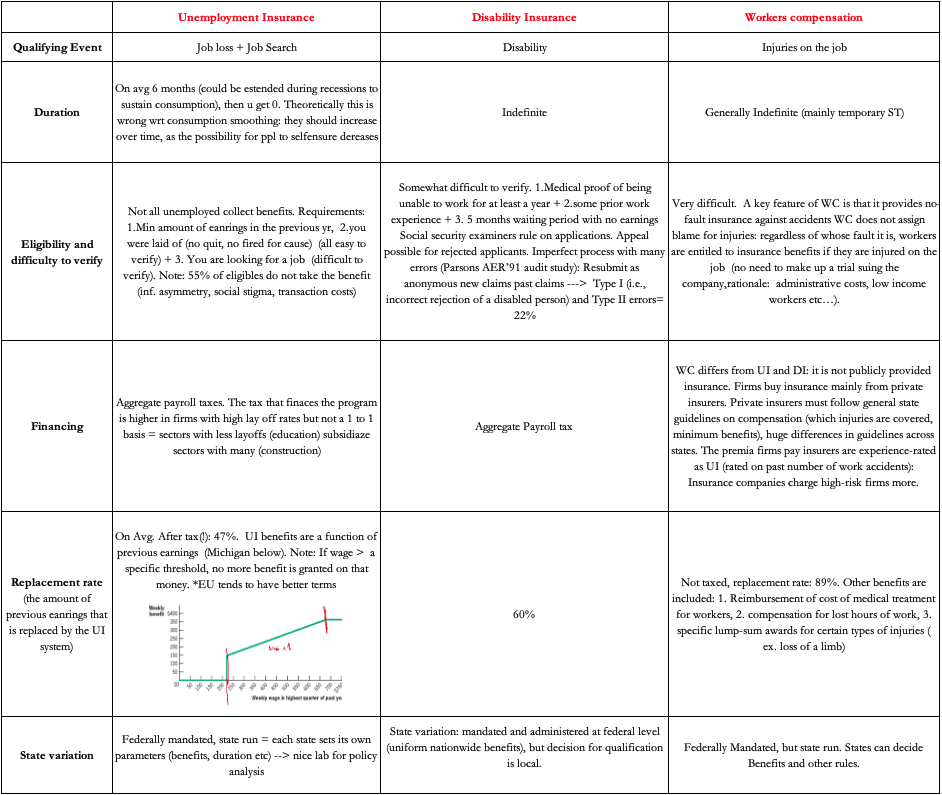 Unemployment Insurance
Disability Insurance
Workers compensation
Qualifying Event
Job loss + Job Search
Disability
Injuries on the job
Duration
On avg 6 months (could be estended during recessions to
sustain consumption), then u get 0. Theoretically this is
wrong wrt consumption smoothing: they should increase
over time, as the possibility for ppl to selfensure dereases
Indefinite
Generally Indefinite (mainly temporary ST)
Eligibility and
difficulty to verify
Not all unemployed collect benefits. Requirements:
1.Min amount of eanrings in the previous yr,  2.you
were laid of (no quit, no fired for cause)  (all easy to
verify) + 3. You are looking for a job  (difficult to
verify). Note: 55% of eligibles do not take the benefit
(inf. asymmetry, social stigma, transaction costs)
Somewhat difficult to verify. 1.Medical proof of being
unable to work for at least a year + 2.some prior work
experience + 3. 5 months waiting period with no earnings
Social security examiners rule on applications. Appeal
possible for rejected applicants. Imperfect process with many
errors (Parsons AER'91 audit study): Resubmit as
anonymous new claims past claims --->  Type I (i.e.,
incorrect rejection of a disabled person) and Type II errors=
22%
Very difficult.  A key feature of WC is that it provides no-
fault insurance against accidents WC does not assign
blame for injuries: regardless of whose fault it is, workers
are entitled to insurance benefits if they are injured on the
job  (no need to make up a trial suing the
company,rationale:  administrative costs, low income
workers etc…).
Financing
Aggregate payroll taxes. The tax that finaces the program
is higher in firms with high lay off rates but not a 1 to 1
basis = sectors with less layoffs (education) subsidiaze
sectors with many (construction)
Aggregate Payroll tax
WC differs from UI and DI: it is not publicly provided
insurance. Firms buy insurance mainly from private
insurers. Private insurers must follow general state
guidelines on compensation (which injuries are covered,
minimum benefits), huge differences in guidelines across
states. The premia firms pay insurers are experience-rated
as UI (rated on past number of work accidents):
Insurance companies charge high-risk firms more.
Replacement rate
(the amount of
previous eanrings that
is replaced by the UI
system)
On Avg. After tax(!): 47%.  UI benefits are a function of
previous earnings  (Michigan below). Note: If wage >  a
specific threshold, no more benefit is granted on that
money. *EU tends to have better terms
Weekly
benefit
$400
350
300
250
200
150
100
50
$0
50
100
150
200
250
300
350
400
450
500
550
600
650
700
Weekly wage in highest quarter of past ye
60%
Not taxed, replacement rate: 89%. Other benefits are
included: 1. Reimbursement of cost of medical treatment
for workers, 2. compensation for lost hours of work, 3.
specific lump-sum awards for certain types of injuries (
ex. loss of a limb)
State variation
Federally mandated, state run = each state sets its own
parameters (benefits, duration etc) --> nice lab for policy
analysis
State variation: mandated and administered at federal level
(uniform nationwide benefits), but decision for qualification
is local.
Federally Mandated, but state run. States can decide
Benefits and other rules.